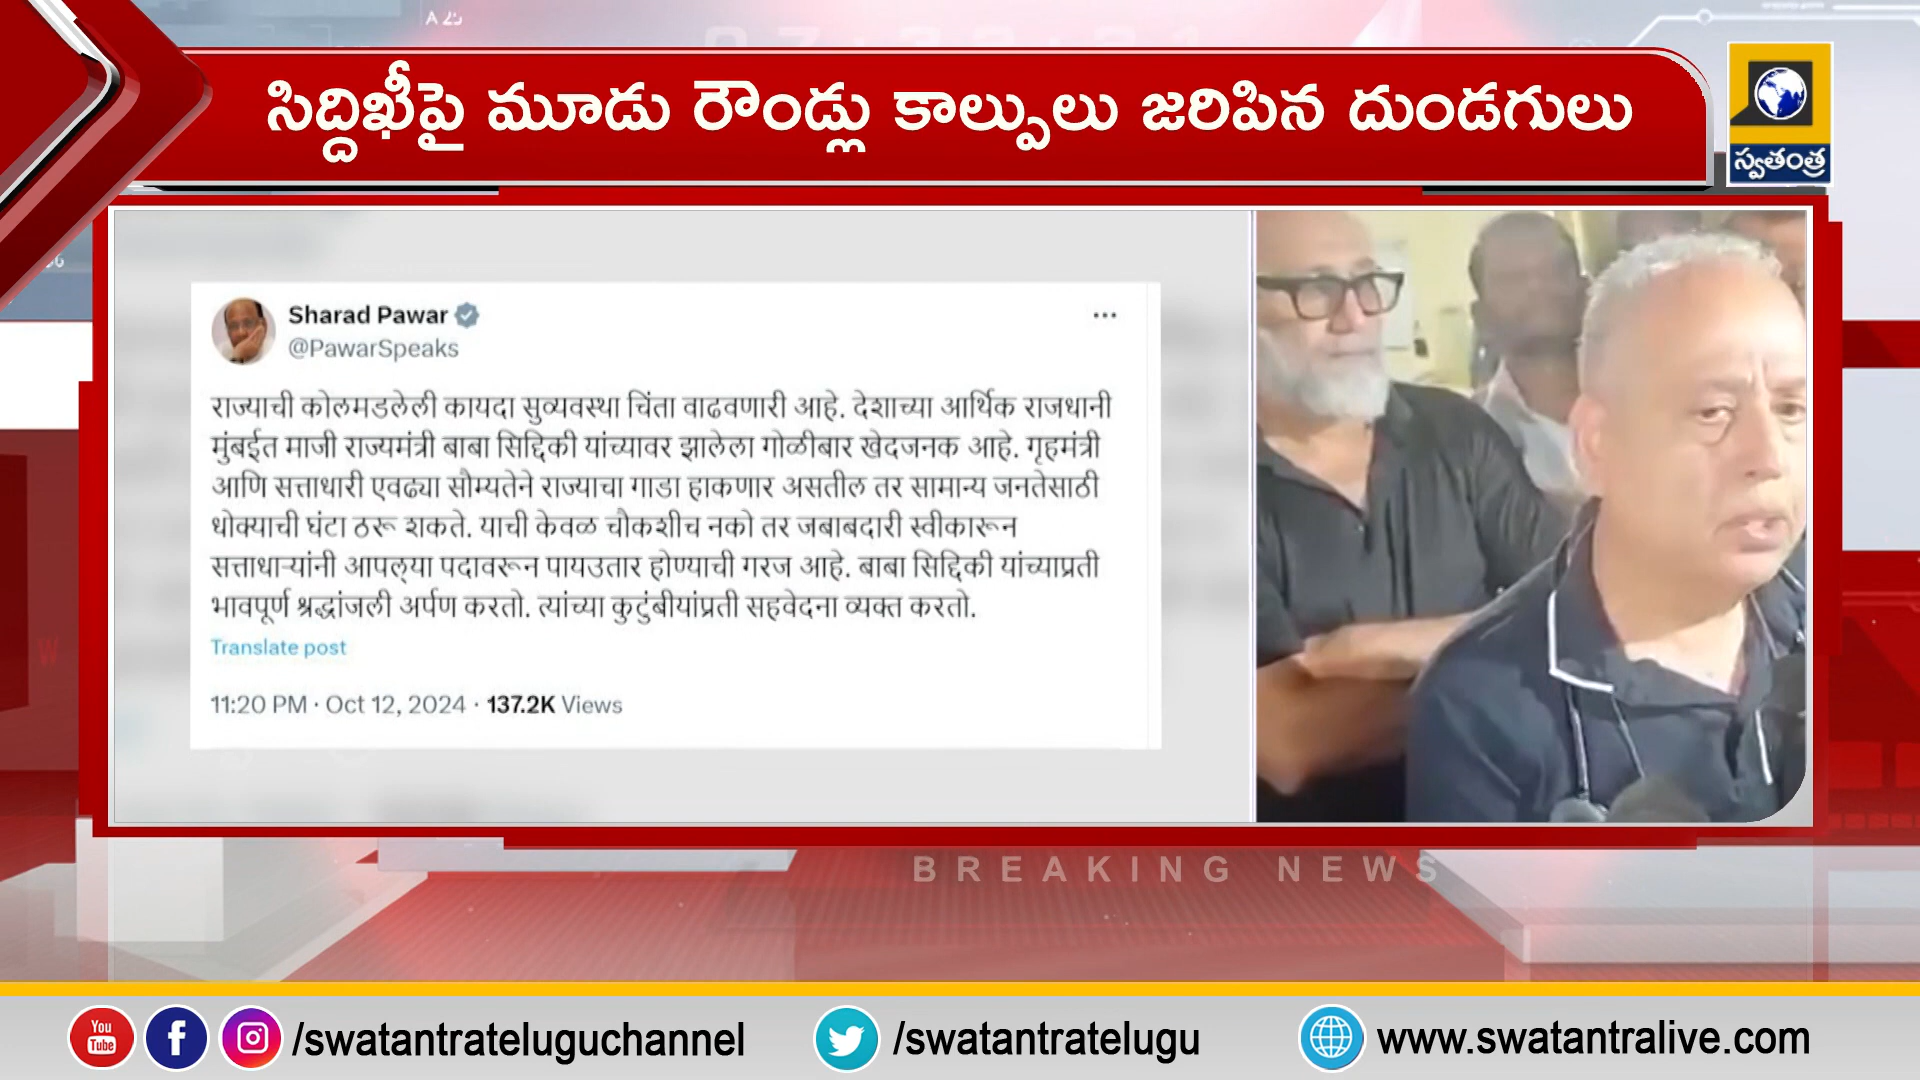 సిద్దిఖీపై మూడు రౌండ్లు కాల్పులు జరిపిన దుండగులు
స్వతంత్ర
Sharad Pawar
@PawarSpeaks
राज्याची कोलमडलेली कायदा सुव्यवस्था चिंता वाढवणारी आहे. देशाच्या आर्थिक राजधानी
मुंबईत माजी राज्यमंत्री बाबा सिद्दिकी यांच्यावर झालेला गोळीबार खेदजनक आहे. गृहमंत्री
आणि सत्ताधारी एवढ्या सौम्यतेने राज्याचा गाडा हाकणार असतील तर सामान्य जनतेसाठी
धोक्याची घंटा ठरू शकते. याची केवळ चौकशीच नको तर जबाबदारी स्वीकारून
सत्ताधाऱ्यांनी आपल्या पदावरून पायउतार होण्याची गरज आहे. बाबा सिद्दिकी यांच्याप्रती
भावपूर्ण श्रद्धांजली अर्पण करतो. त्यांच्या कुटुंबीयांप्रती सहवेदना व्यक्त करतो.
Translate post
11:20 PM · Oct 12, 2024 · 137.2K Views
BREAKING NEWS
You Tube /swatantrateluguchannel /swatantratelugu www.swatantralive.com